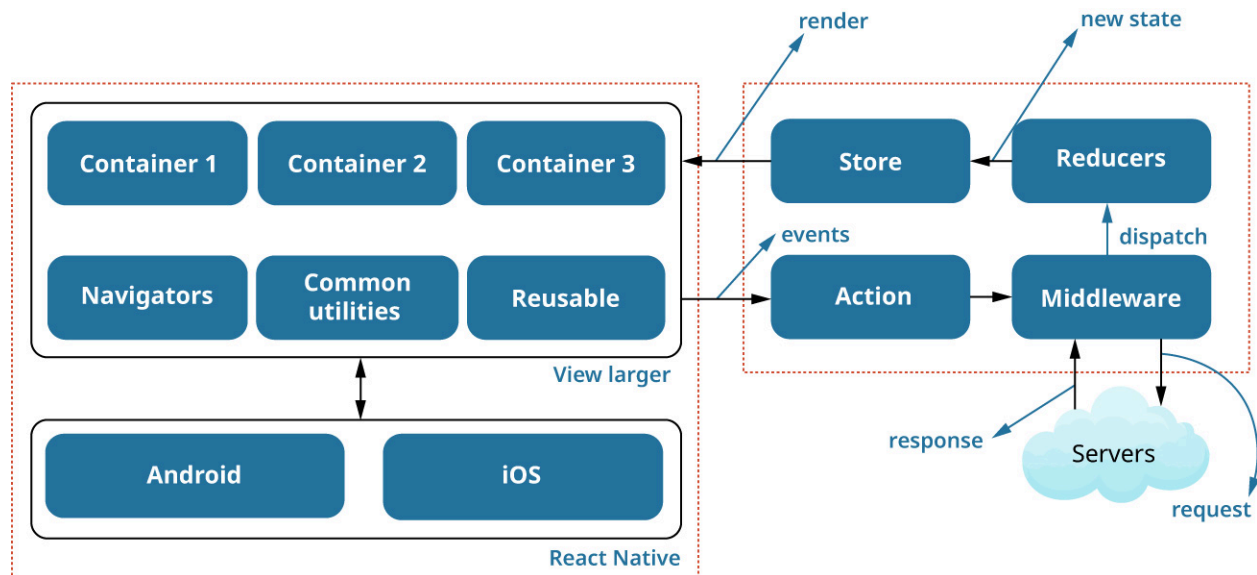 render
new state
Container 1
Container 2
Container 3
Store
Reducers
events
dispatch
Navigators
Common
utilities
Reusable
Action
Middleware
View larger
response
Servers
Android
iOS
request
React Native